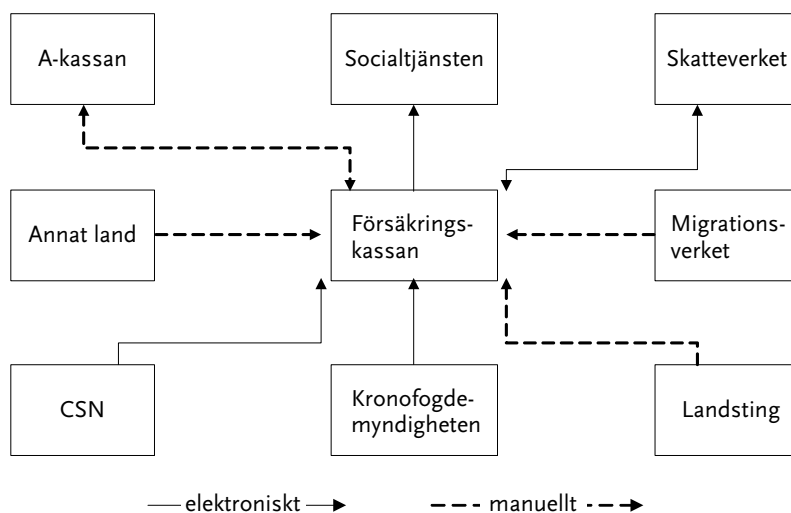 A-kassan
Socialtjänsten
Skatteverket
Annat land
Försäkrings-
kassan
Migrations-
verket
CSN
Kronofogde-
myndigheten
Landsting
elektroniskt
manuellt